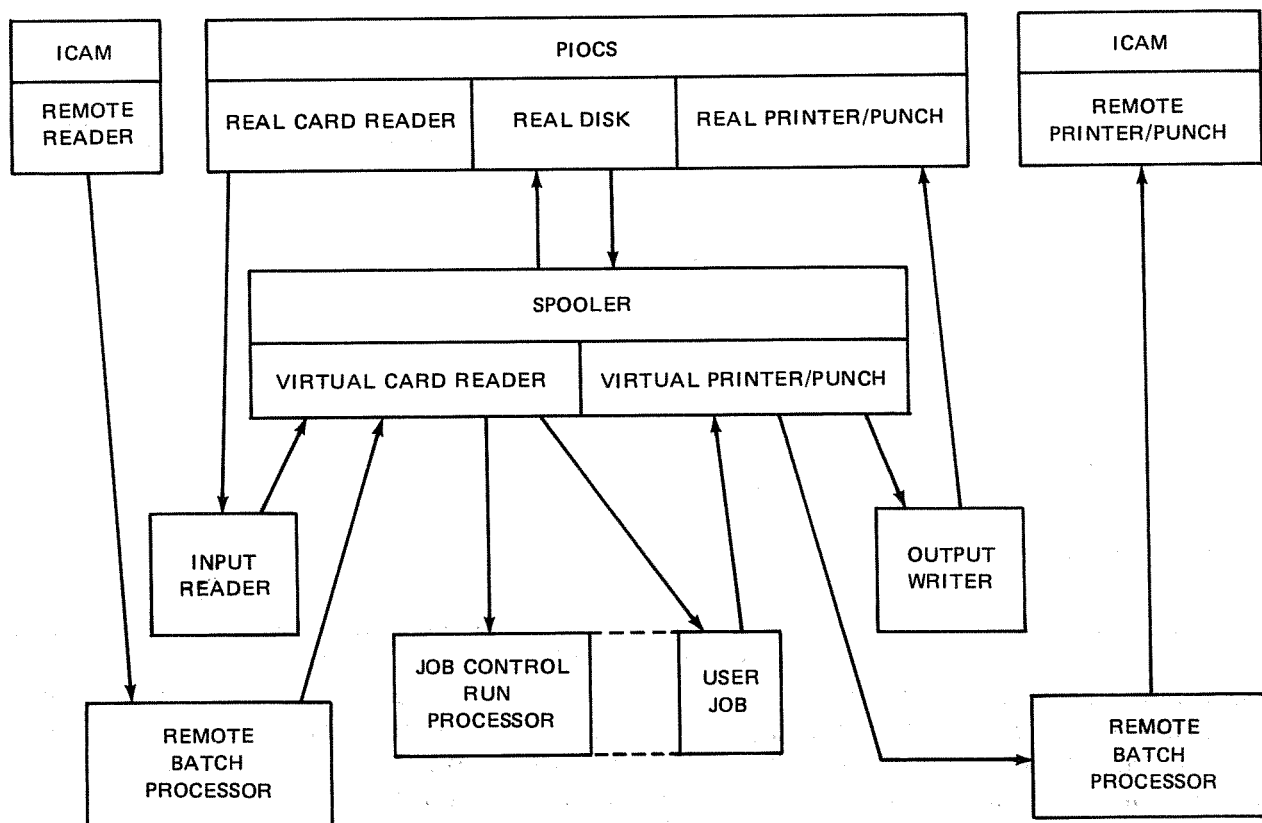 ICAM
REMOTE
READER
PIOCS
REAL CARD READER
REAL DISK
REAL PRINTER/PUNCH
ICAM
REMOTE
PRINTER/PUNCH
SPOOLER
VIRTUAL CARD READER
VIRTUAL PRINTER/PUNCH
INPUT
READER
OUTPUT
WRITER
JOB CONTROL
RUN
PROCESSOR
USER
JOB
REMOTE
BATCH
PROCESSOR
REMOTE
BATCH
PROCESSOR